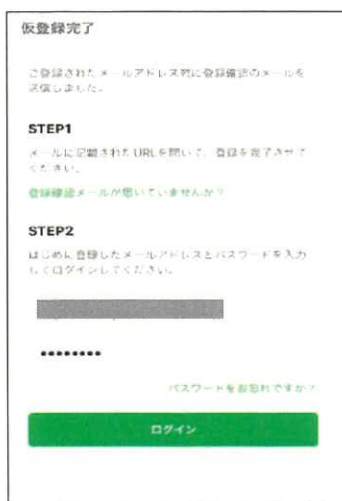 仮登録完了
ご登録されたメールアドレス宛に登録確認のメールを
送信しました。
STEP1
メールに記載されたURLを開いて、登録を完了させて
ください。
登録確認メールが届いていませんか？
STEP2
はじめに登録したメールアドレスとパスワードを入力
してログインしてください。
••••••••
パスワードをお忘れですか？
ログイン